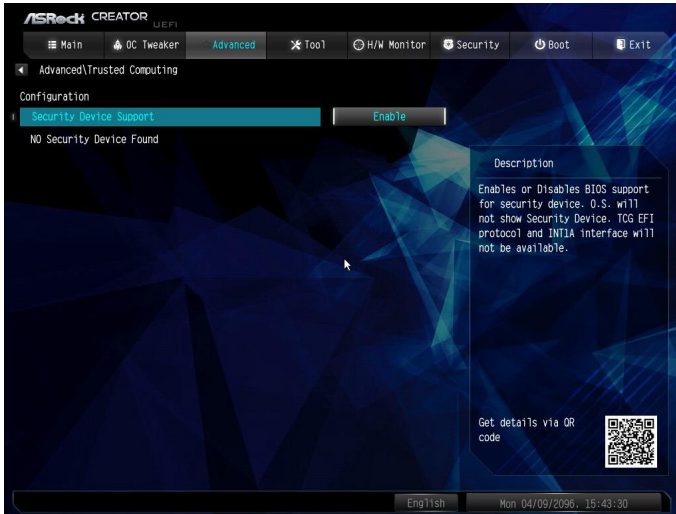 ASRock CREATOR UEFI
Main OC Tweaker Advanced Tool H/W Monitor Security Boot Exit
Advanced\Trusted Computing
Configuration
Security Device Support Enable
NO Security Device Found
Description
Enables or Disables BIOS support
for security device. O.S. will
not show Security Device. TCG EFI
protocol and INT1A interface will
not be available.
Get details via QR
code
English Mon 04/09/2096. 15:43:30